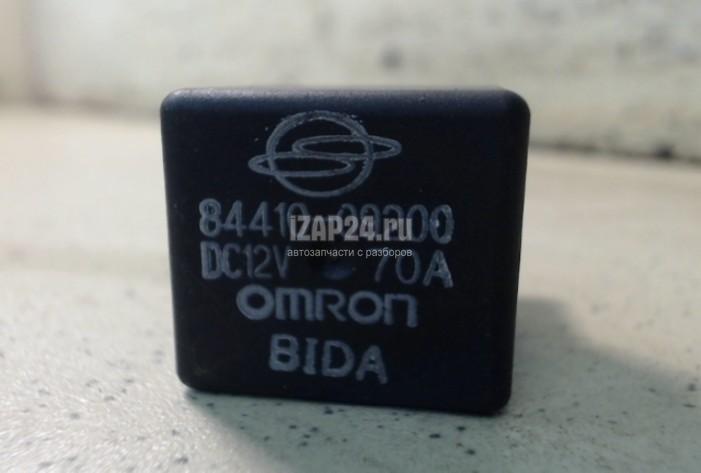 84410
iZAP24.ru
автозапчасти с разборов
DC12V 70A
omron
BIDA